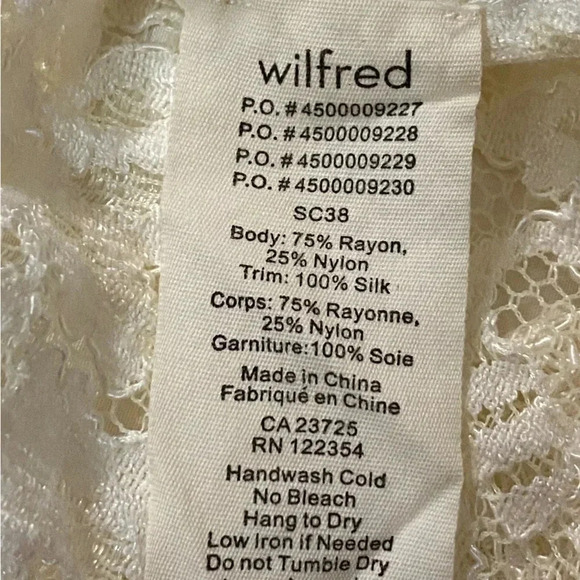 wilfred
P.O. # 4500009227
P.O. # 4500009228
P.O. # 4500009229
P.O. # 4500009230
SC38
Body: 75% Rayon,
25% Nylon
Trim: 100% Silk
Corps: 75% Rayonne,
25% Nylon
Garniture:100% Soie
Made in China
Fabriqué en Chine
CA 23725
RN 122354
Handwash Cold
No Bleach
Hang to Dry
Low Iron if Needed
Do not Tumble Dry